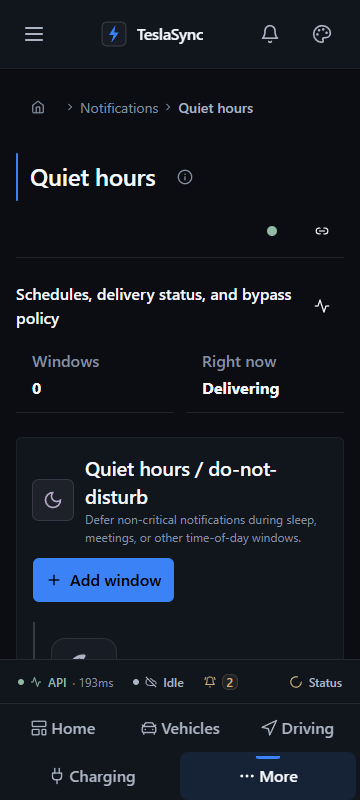 TeslaSync
Notifications
Quiet hours
Quiet hours
Schedules, delivery status, and bypass
policy
Windows
0
Right now
Delivering
Quiet hours / do-not-
disturb
Defer non-critical notifications during sleep,
meetings, or other time-of-day windows.
Add window
API · 193ms
Idle
2
Status
Home
Vehicles
Driving
Charging
More